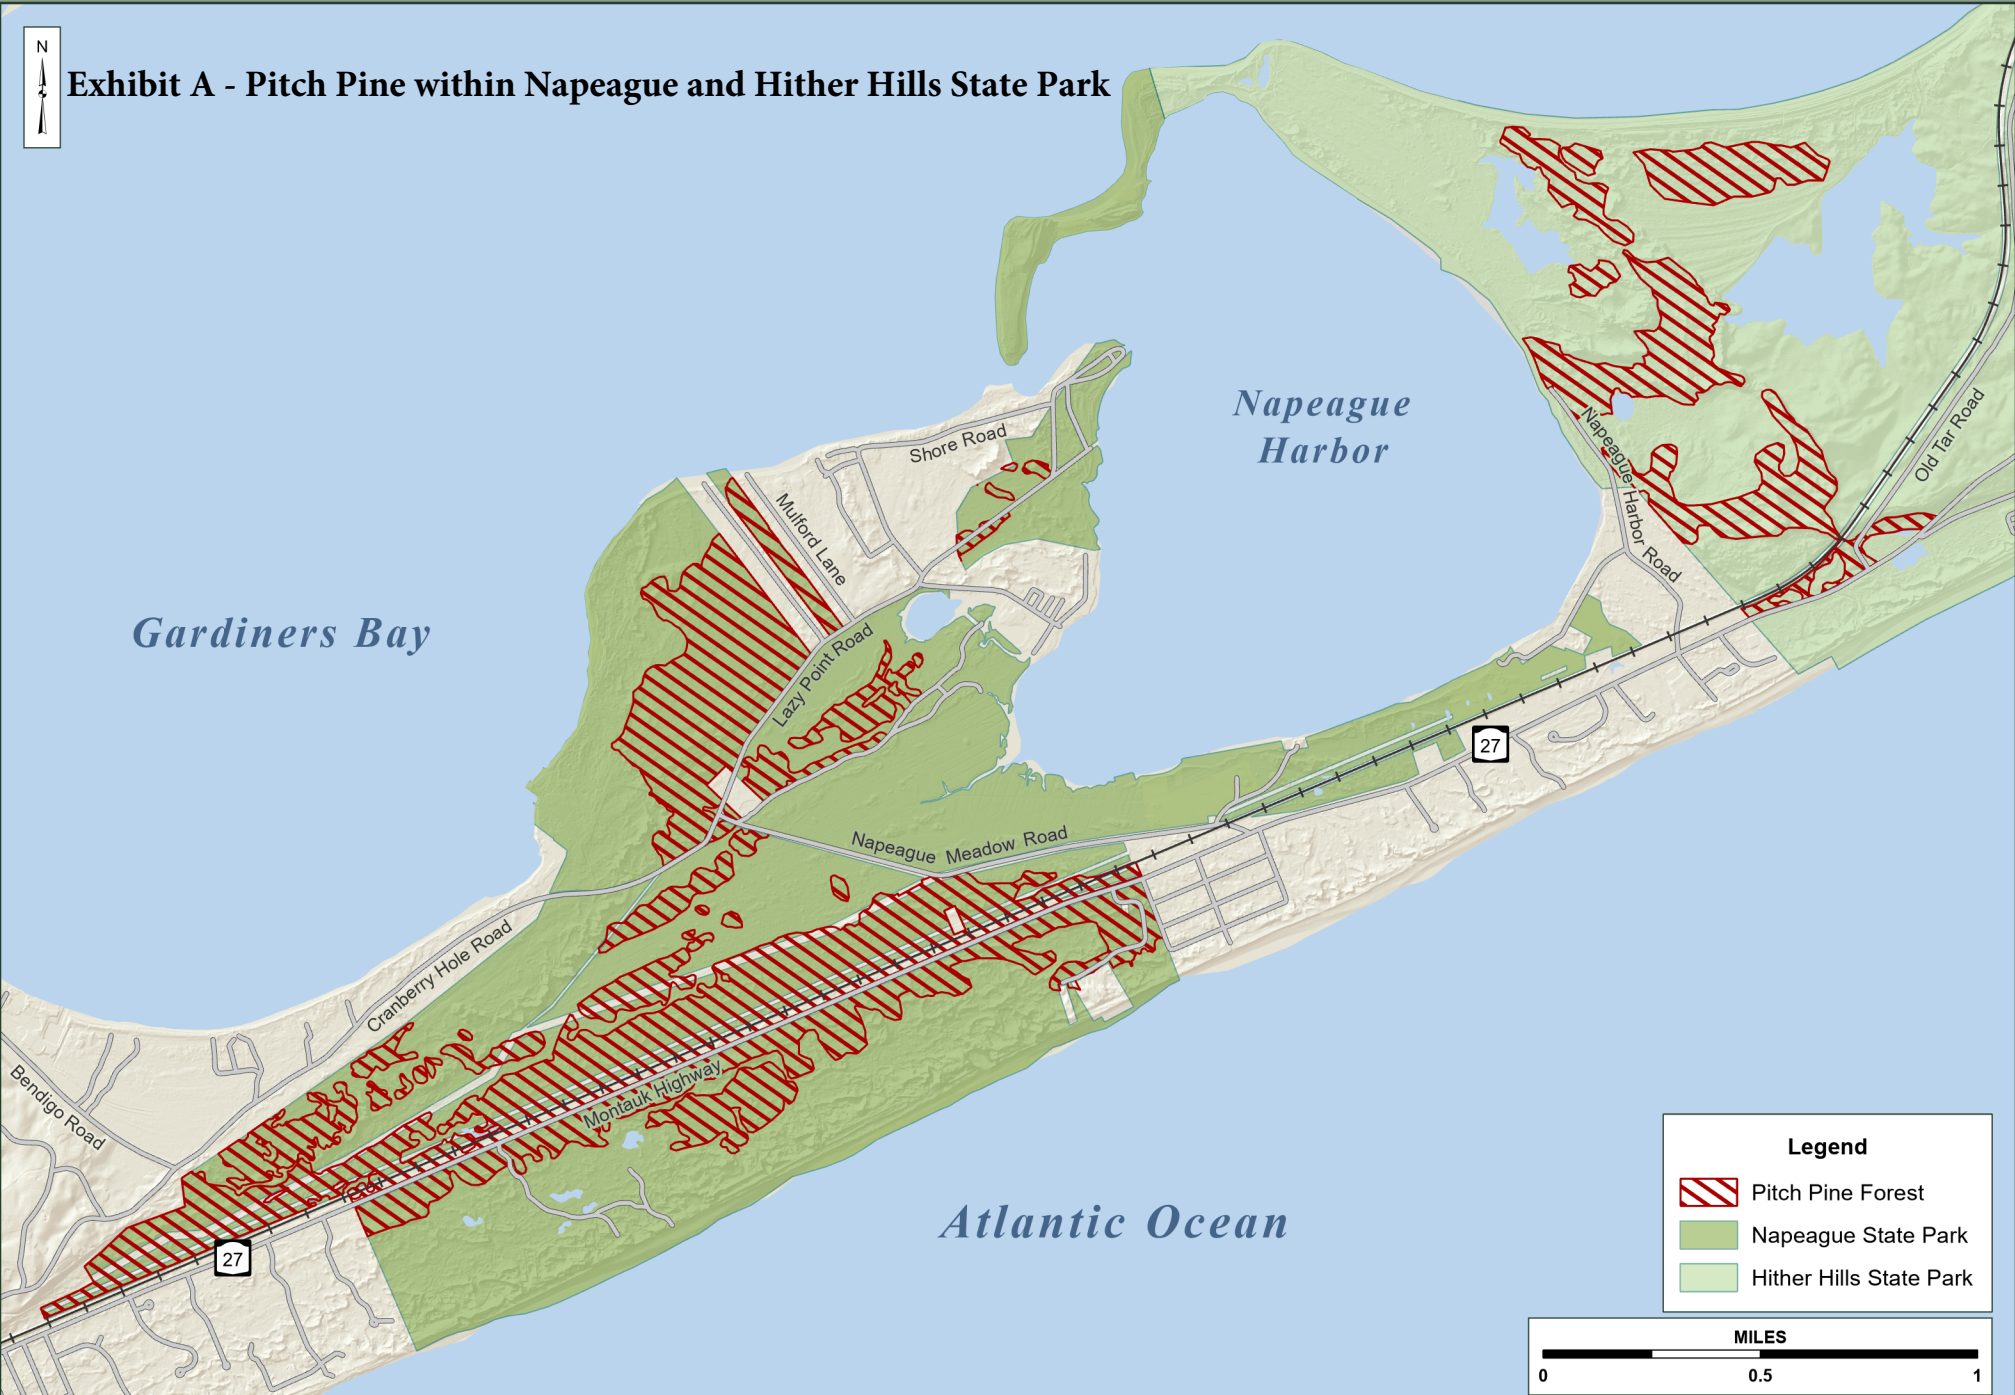 N
Exhibit A - Pitch Pine within Napeague and Hither Hills State Park
Napeague
Harbor
Shore Road
Mulford Lane
Napeague Harbor Road
Old Tar Road
Gardiners Bay
Lazy Point Road
27
Napeague Meadow Road
Cranberry Hole Road
Montauk Highway
Bendigo Road
27
Atlantic Ocean
Legend
Pitch Pine Forest
Napeague State Park
Hither Hills State Park
MILES
0 0.5 1